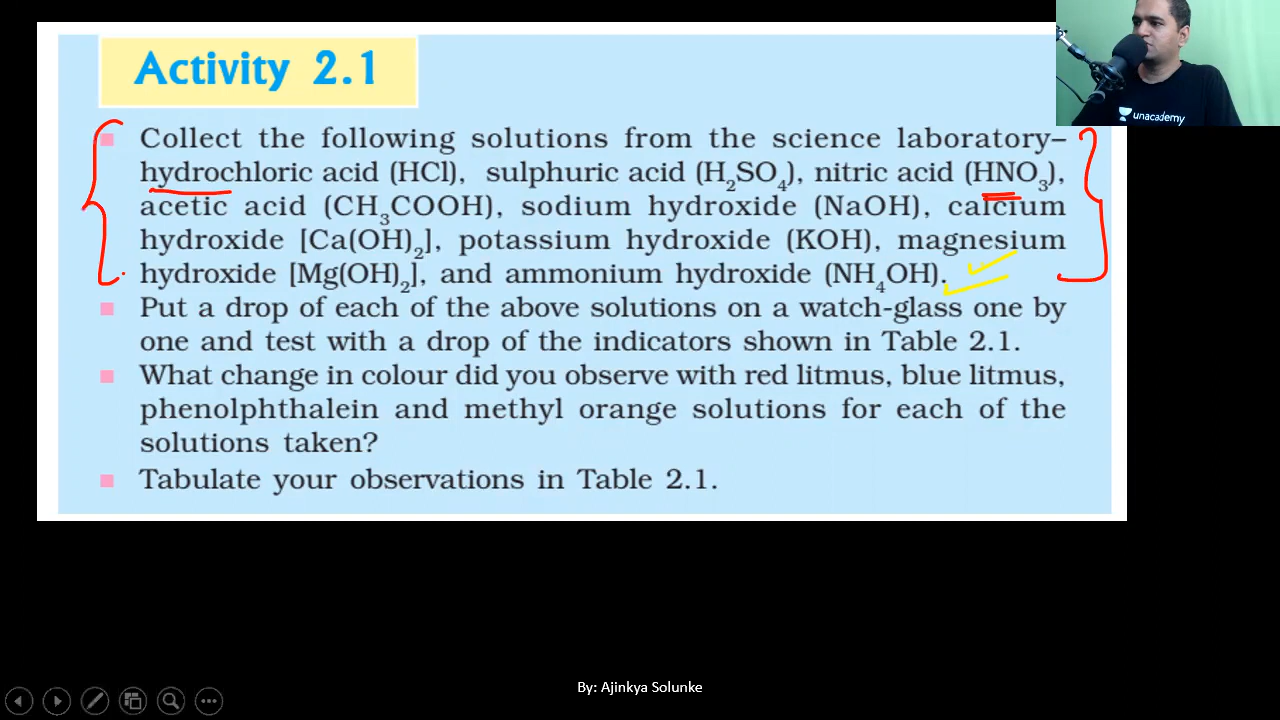 Activity 2.1
unacademy
Collect the following solutions from the science laboratory–
hydrochloric acid (HCl), sulphuric acid (H₂SO₄), nitric acid (HNO₃),
acetic acid (CH₃COOH), sodium hydroxide (NaOH), calcium
hydroxide [Ca(OH)₂], potassium hydroxide (KOH), magnesium
hydroxide [Mg(OH)₂], and ammonium hydroxide (NH₄OH).
Put a drop of each of the above solutions on a watch-glass one by
one and test with a drop of the indicators shown in Table 2.1.
What change in colour did you observe with red litmus, blue litmus,
phenolphthalein and methyl orange solutions for each of the
solutions taken?
Tabulate your observations in Table 2.1.
By: Ajinkya Solunke